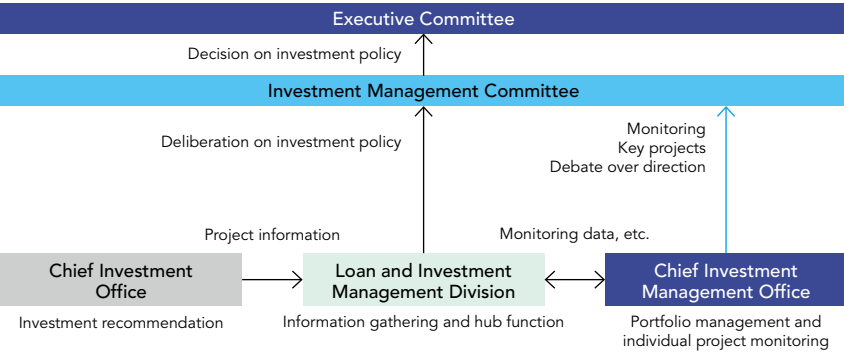 Executive Committee
Decision on investment policy
Investment Management Committee
Deliberation on investment policy
Monitoring
Key projects
Debate over direction
Project information
Monitoring data, etc.
Chief Investment
Office
Loan and Investment
Management Division
Chief Investment
Management Office
Investment recommendation
Information gathering and hub function
Portfolio management and
individual project monitoring